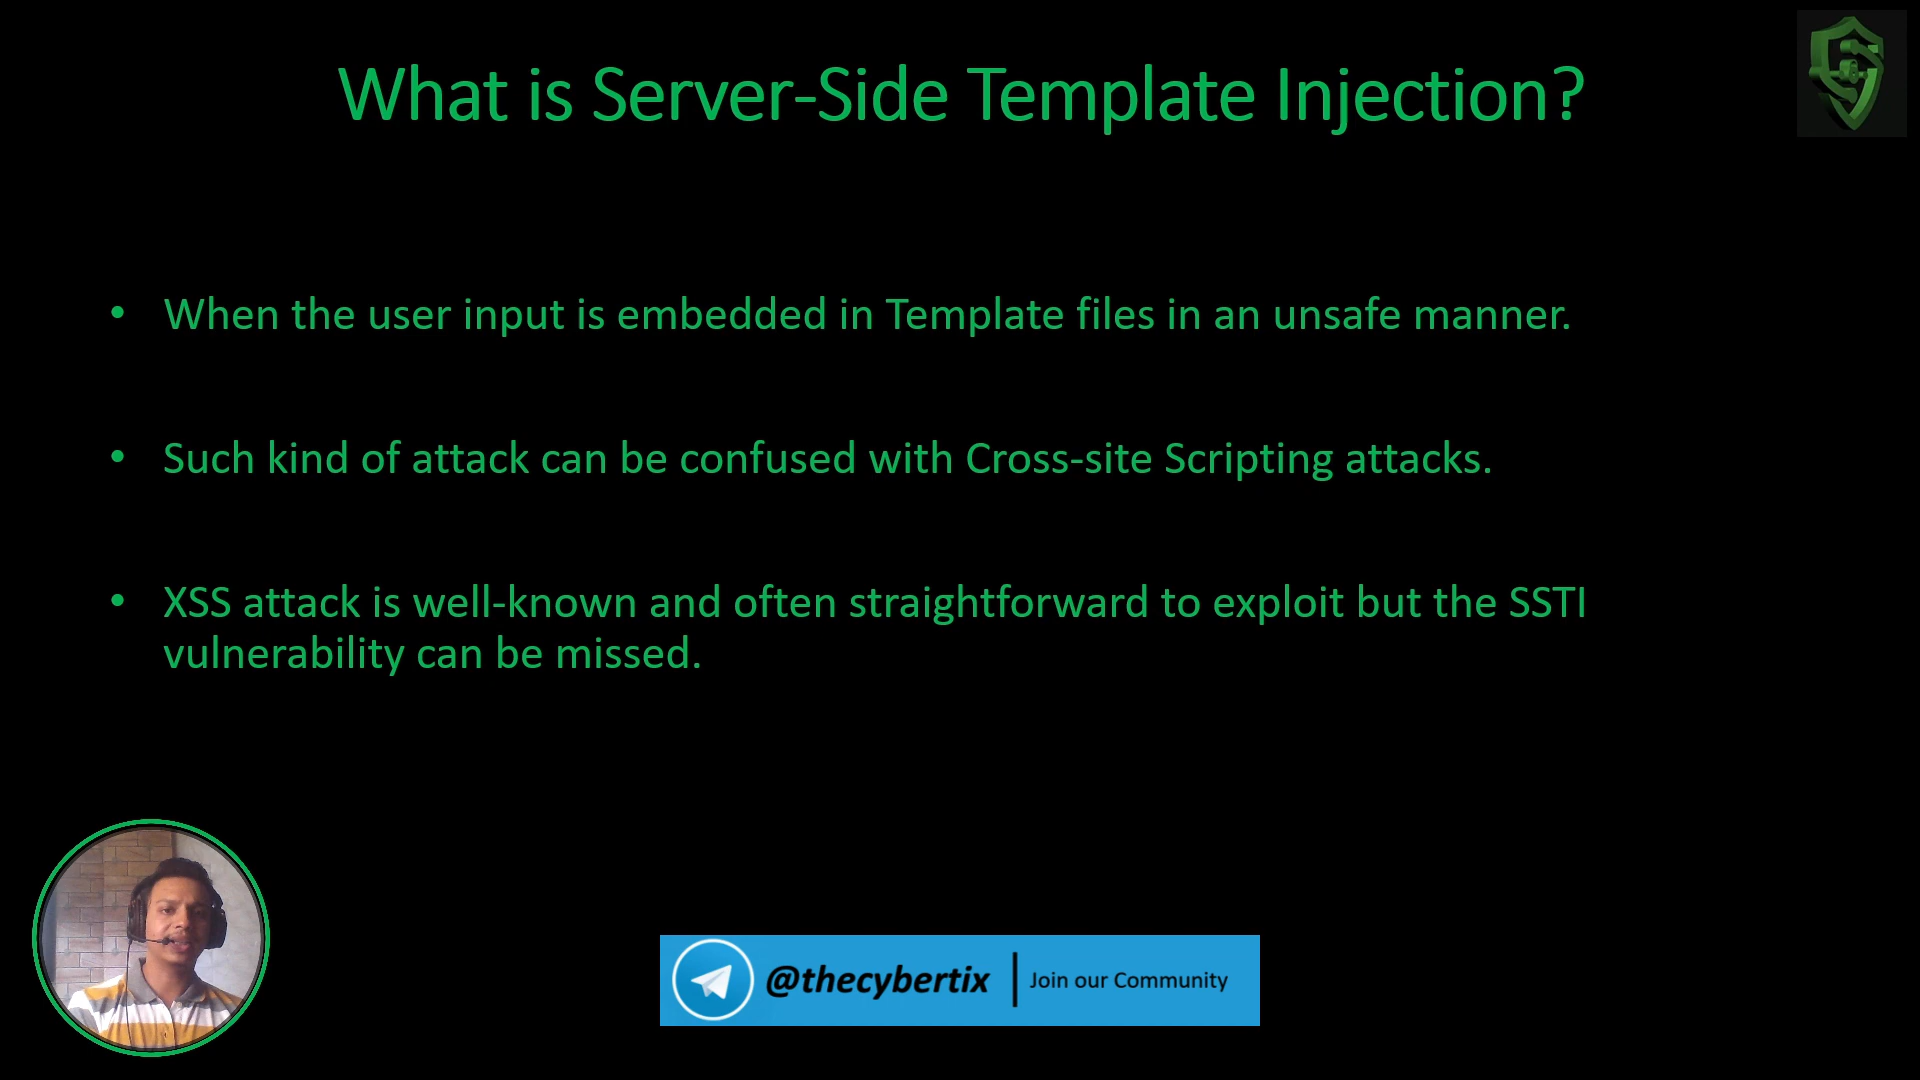 What is Server-Side Template Injection?
• When the user input is embedded in Template files in an unsafe manner.
• Such kind of attack can be confused with Cross-site Scripting attacks.
• XSS attack is well-known and often straightforward to exploit but the SSTI
vulnerability can be missed.
@thecybertix | Join our Community